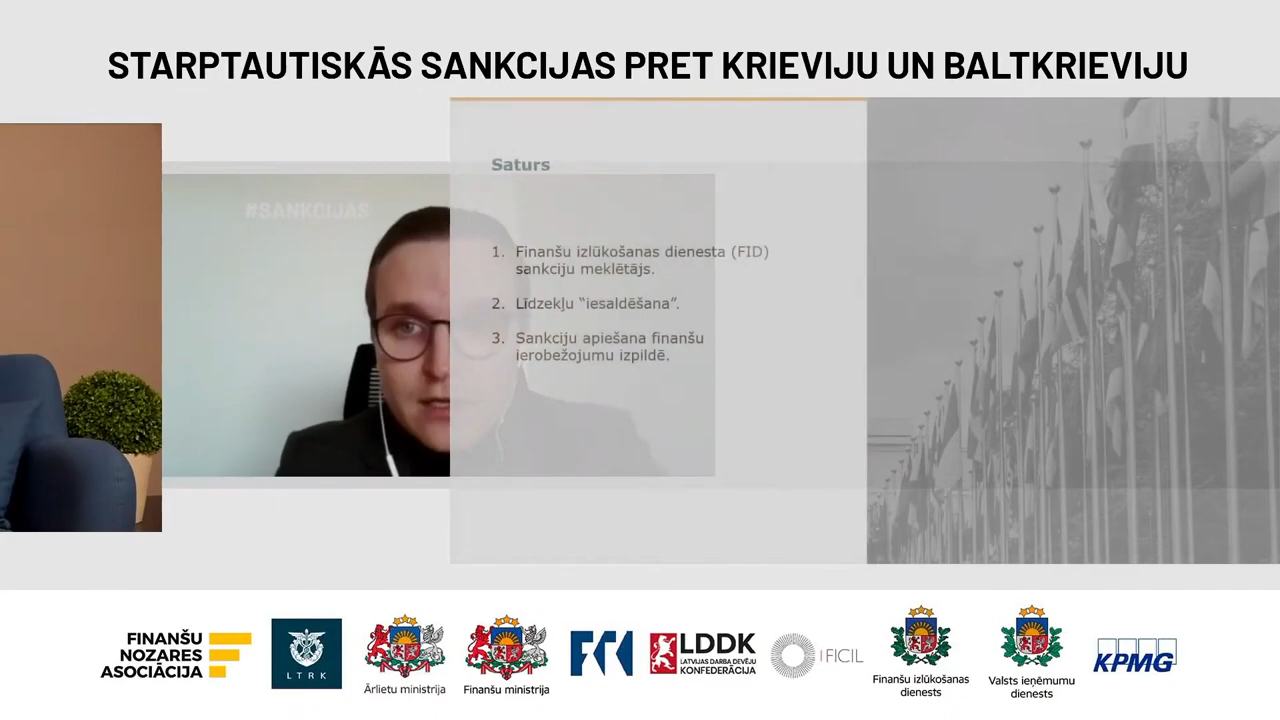 STARPTAUTISKĀS SANKCIJAS PRET KRIEVIJU UN BALTKRIEVIJU
#SANKCIJAS
Saturs
1. Finanšu izlūkošanas dienesta (FID)
sankciju meklētājs.
2. Līdzekļu “iesaldēšana”.
3. Sankciju apiešana finanšu
ierobežojumu izpildē.
FINANŠU
NOZARES
ASOCIĀCIJA
LTRK
Ārlietu ministrija
Finanšu ministrija
FCC
LDDK
LATVIJAS DARBA DEVĒJU
KONFEDERĀCIJA
FICIL
Finanšu izlūkošanas
dienests
Valsts ieņēmumu
dienests
KPMG